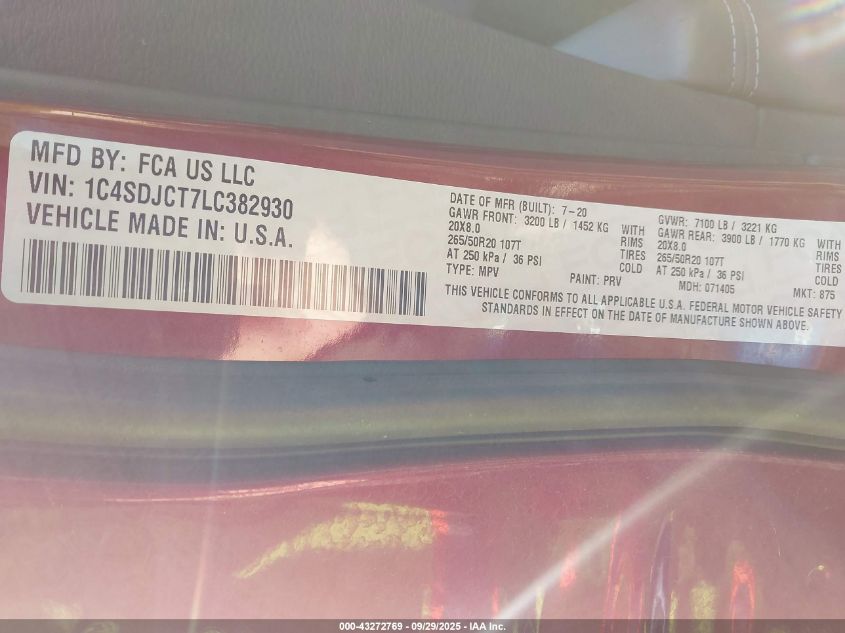 MFD BY: FCA US LLC
VIN: 1C4SDJCT7LC382930
VEHICLE MADE IN: U.S.A.
DATE OF MFR (BUILT): 7-20
GAWR FRONT: 3200 LB / 1452 KG WITH
20X8.0 RIMS
265/50R20 107T TIRES
AT 250 kPa / 36 PSI COLD
TYPE: MPV PAINT: PRV
GVWR: 7100 LB / 3221 KG
GAWR REAR: 3900 LB / 1770 KG WITH
20X8.0 RIMS
265/50R20 107T TIRES
AT 250 kPa / 36 PSI COLD
MDH: 071405 MKT: 875
THIS VEHICLE CONFORMS TO ALL APPLICABLE U.S.A. FEDERAL MOTOR VEHICLE SAFETY
STANDARDS IN EFFECT ON THE DATE OF MANUFACTURE SHOWN ABOVE.
000-43272769 - 09/29/2025 - IAA Inc.